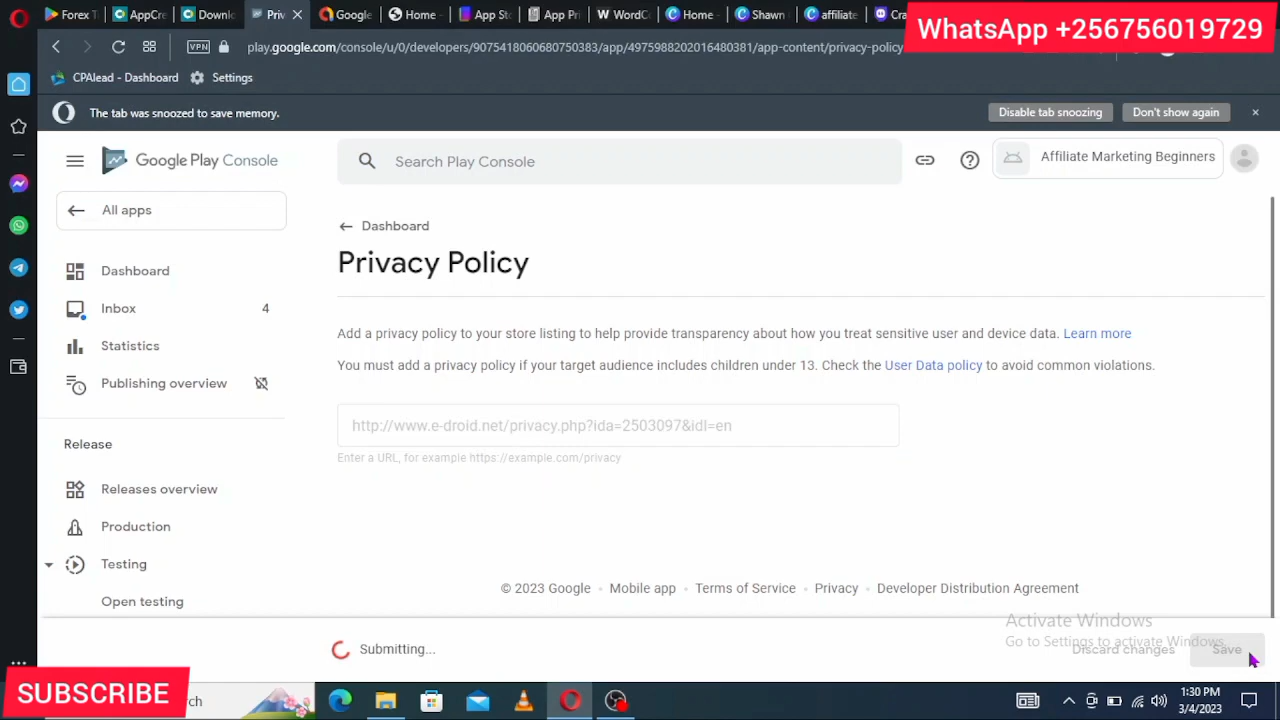 Forex T
AppCre
Downlo
Priv
Google
Home -
App Sto
App Pri
WordCo
Home -
Shawn
affiliate
Cra
WhatsApp +256756019729
VPN
play.google.com/console/u/0/developers/9075418060680750383/app/4975988202016480381/app-content/privacy-policy
CPAlead - Dashboard
Settings
The tab was snoozed to save memory.
Disable tab snoozing
Don't show again
Google Play Console
Search Play Console
Affiliate Marketing Beginners
All apps
Dashboard
Inbox
4
Statistics
Publishing overview
Release
Releases overview
Production
Testing
Open testing
Dashboard
Privacy Policy
Add a privacy policy to your store listing to help provide transparency about how you treat sensitive user and device data. Learn more
You must add a privacy policy if your target audience includes children under 13. Check the User Data policy to avoid common violations.
http://www.e-droid.net/privacy.php?ida=2503097&idl=en
Enter a URL, for example https://example.com/privacy
© 2023 Google • Mobile app • Terms of Service • Privacy • Developer Distribution Agreement
Activate Windows
Go to Settings to activate Windows.
Submitting...
Discard changes
Save
SUBSCRIBE
rch
1:30 PM
3/4/2023